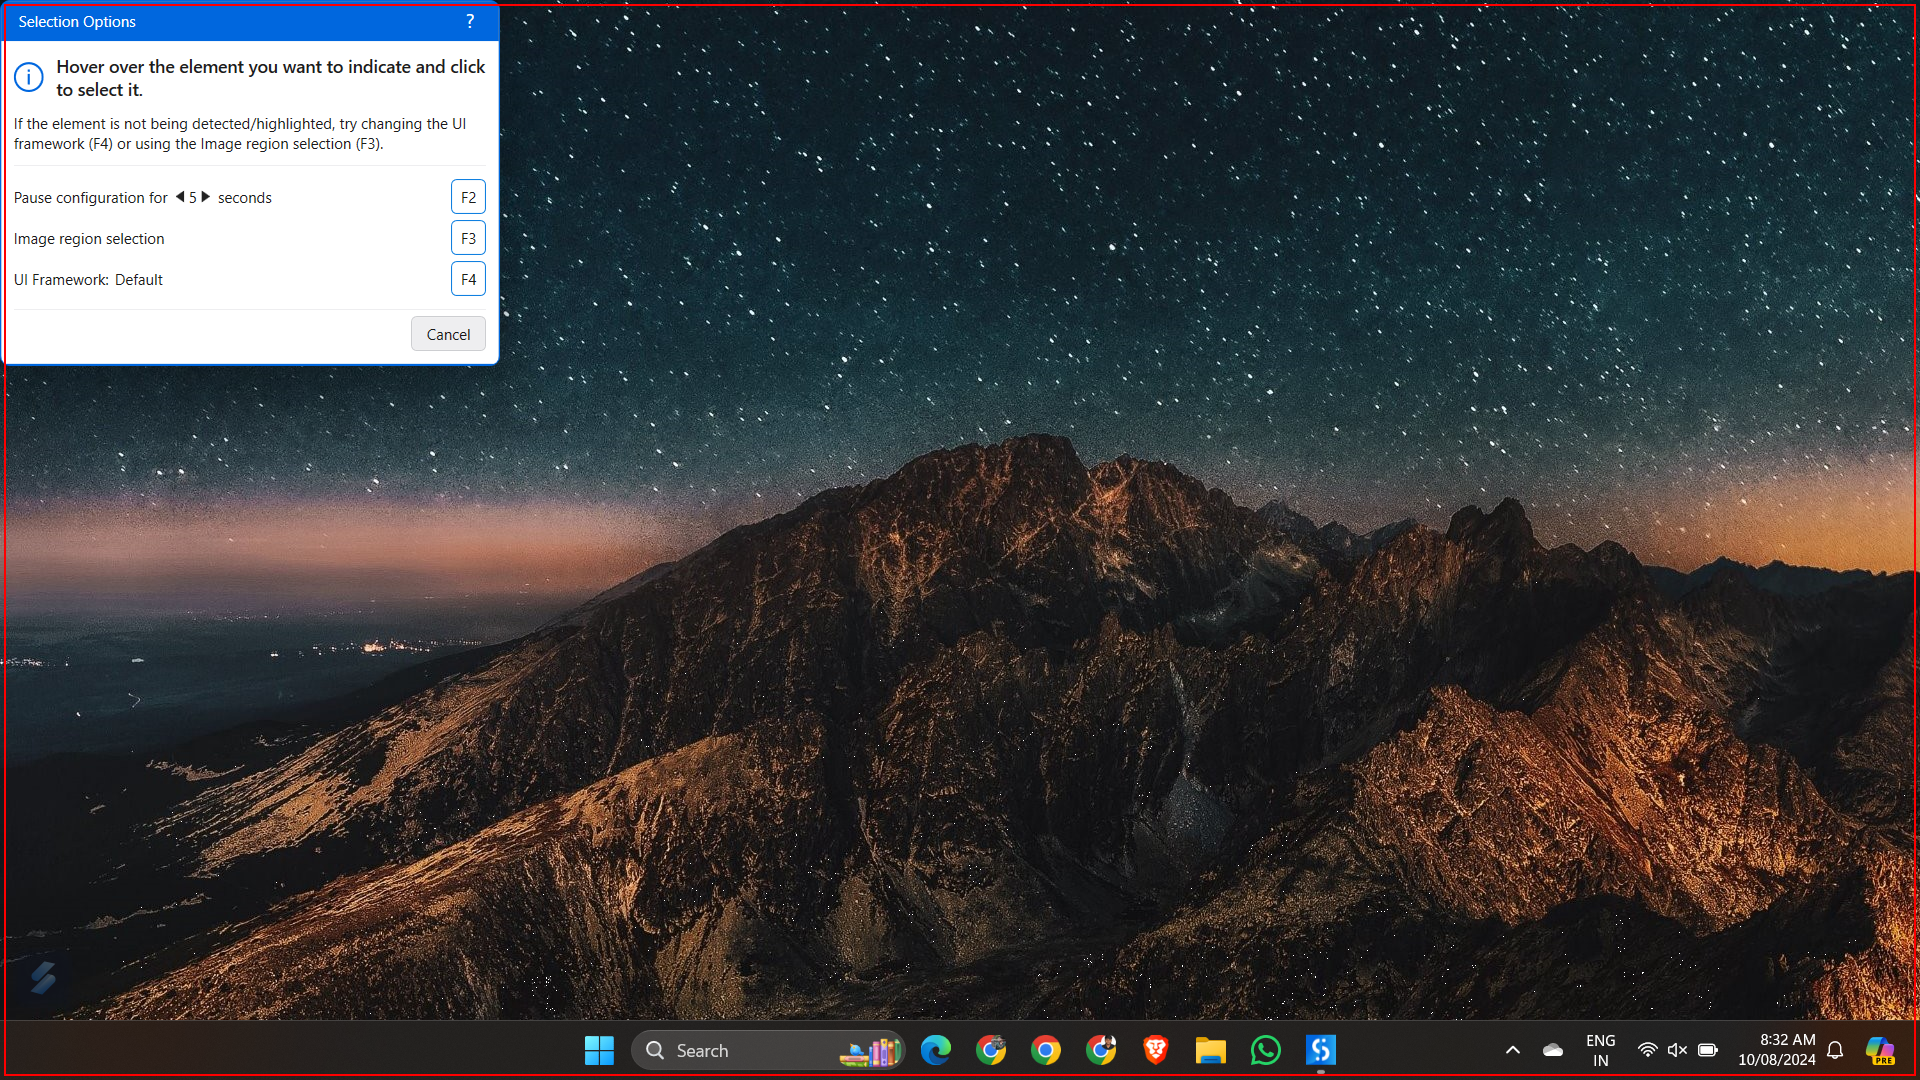 Selection Options ?
Hover over the element you want to indicate and click
to select it.
If the element is not being detected/highlighted, try changing the UI
framework (F4) or using the Image region selection (F3).
Pause configuration for 5 seconds F2
Image region selection F3
UI Framework: Default F4
Cancel
Search
ENG
IN
8:32 AM
10/08/2024
PRE